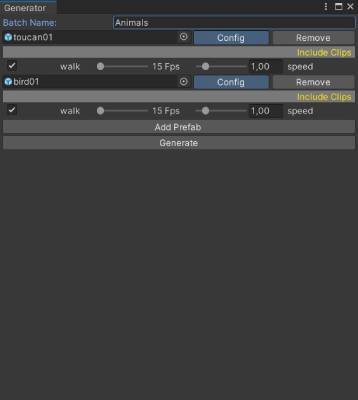 Generator
Batch Name: Animals
toucan01 Config Remove
Include Clips
walk 15 Fps 1,00 speed
bird01 Config Remove
Include Clips
walk 15 Fps 1,00 speed
Add Prefab
Generate